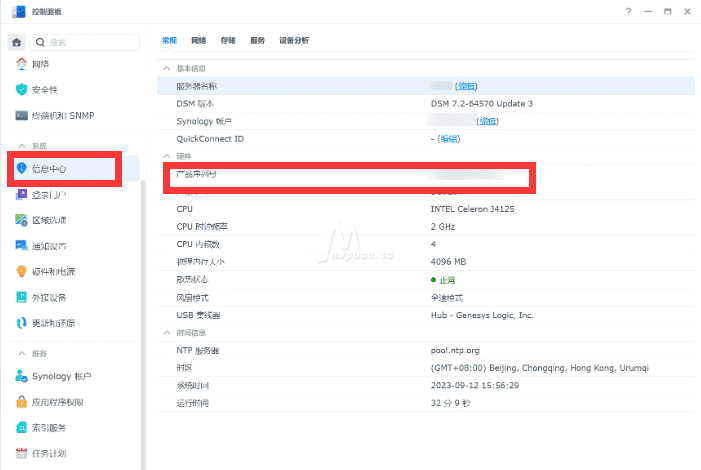 控制面板
搜索
常规 网络 存储 服务 设备分析
网络
安全性
终端机和 SNMP
系统
信息中心
登录门户
区域选项
通知设置
硬件和电源
外接设备
更新和还原
服务
Synology 帐户
应用程序权限
索引服务
任务计划
基本信息
服务器名称 (编辑)
DSM 版本 DSM 7.2-64570 Update 3
Synology 帐户 (编辑)
QuickConnect ID - (编辑)
硬件
产品序列号
CPU INTEL Celeron J4125
CPU 时钟频率 2 GHz
CPU 内核数 4
物理内存大小 4096 MB
散热状态 正常
风扇模式 全速模式
USB 集线器 Hub - Genesys Logic, Inc.
时间信息
NTP 服务器 pool.ntp.org
时区 (GMT+08:00) Beijing, Chongqing, Hong Kong, Urumqi
系统时间 2023-09-12 15:56:29
运行时间 32 分 9 秒